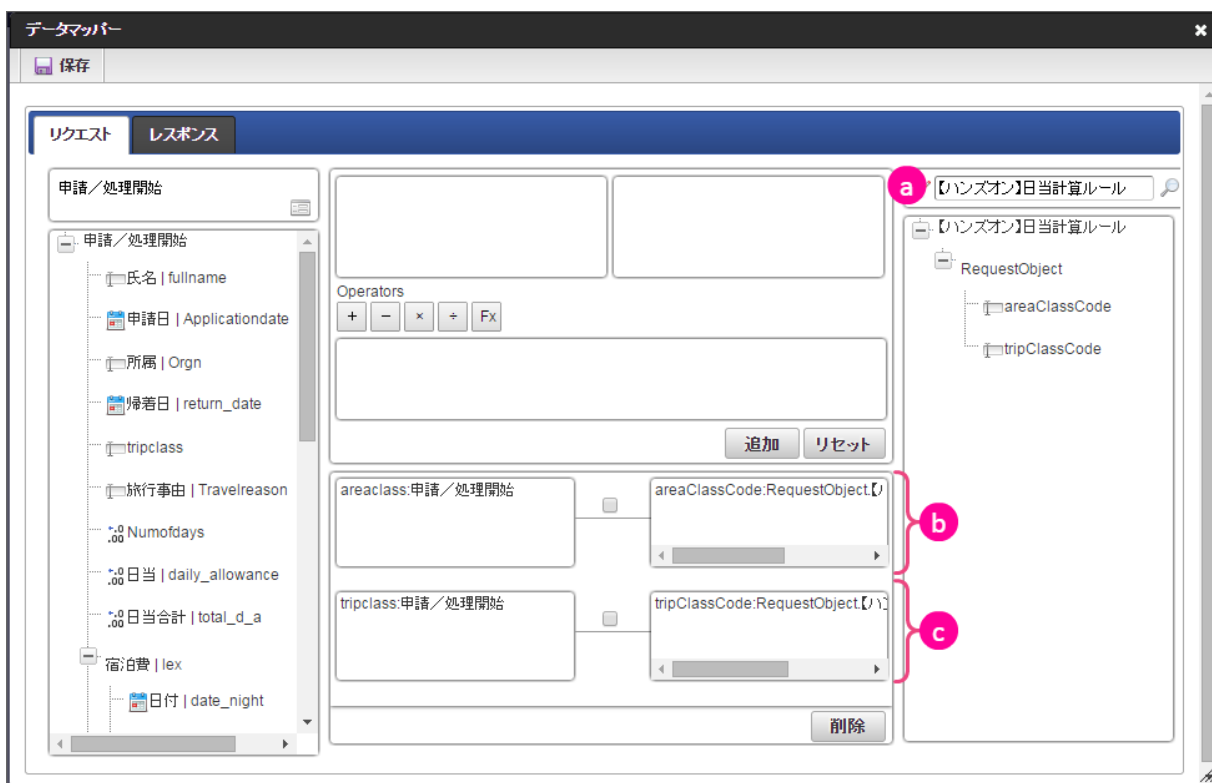 データマッパー
保存
リクエスト レスポンス
申請／処理開始
申請／処理開始
氏名 | fullname
申請日 | Applicationdate
所属 | Orgn
帰着日 | return_date
tripclass
旅行事由 | Travelreason
Numofdays
日当 | daily_allowance
日当合計 | total_d_a
宿泊費 | lex
日付 | date_night
Operators
+ − × ÷ Fx
追加 リセット
areaclass:申請／処理開始
areaClassCode:RequestObject.【ハ
b
tripclass:申請／処理開始
tripClassCode:RequestObject.【ハン
c
削除
a
【ハンズオン】日当計算ルール
【ハンズオン】日当計算ルール
RequestObject
areaClassCode
tripClassCode